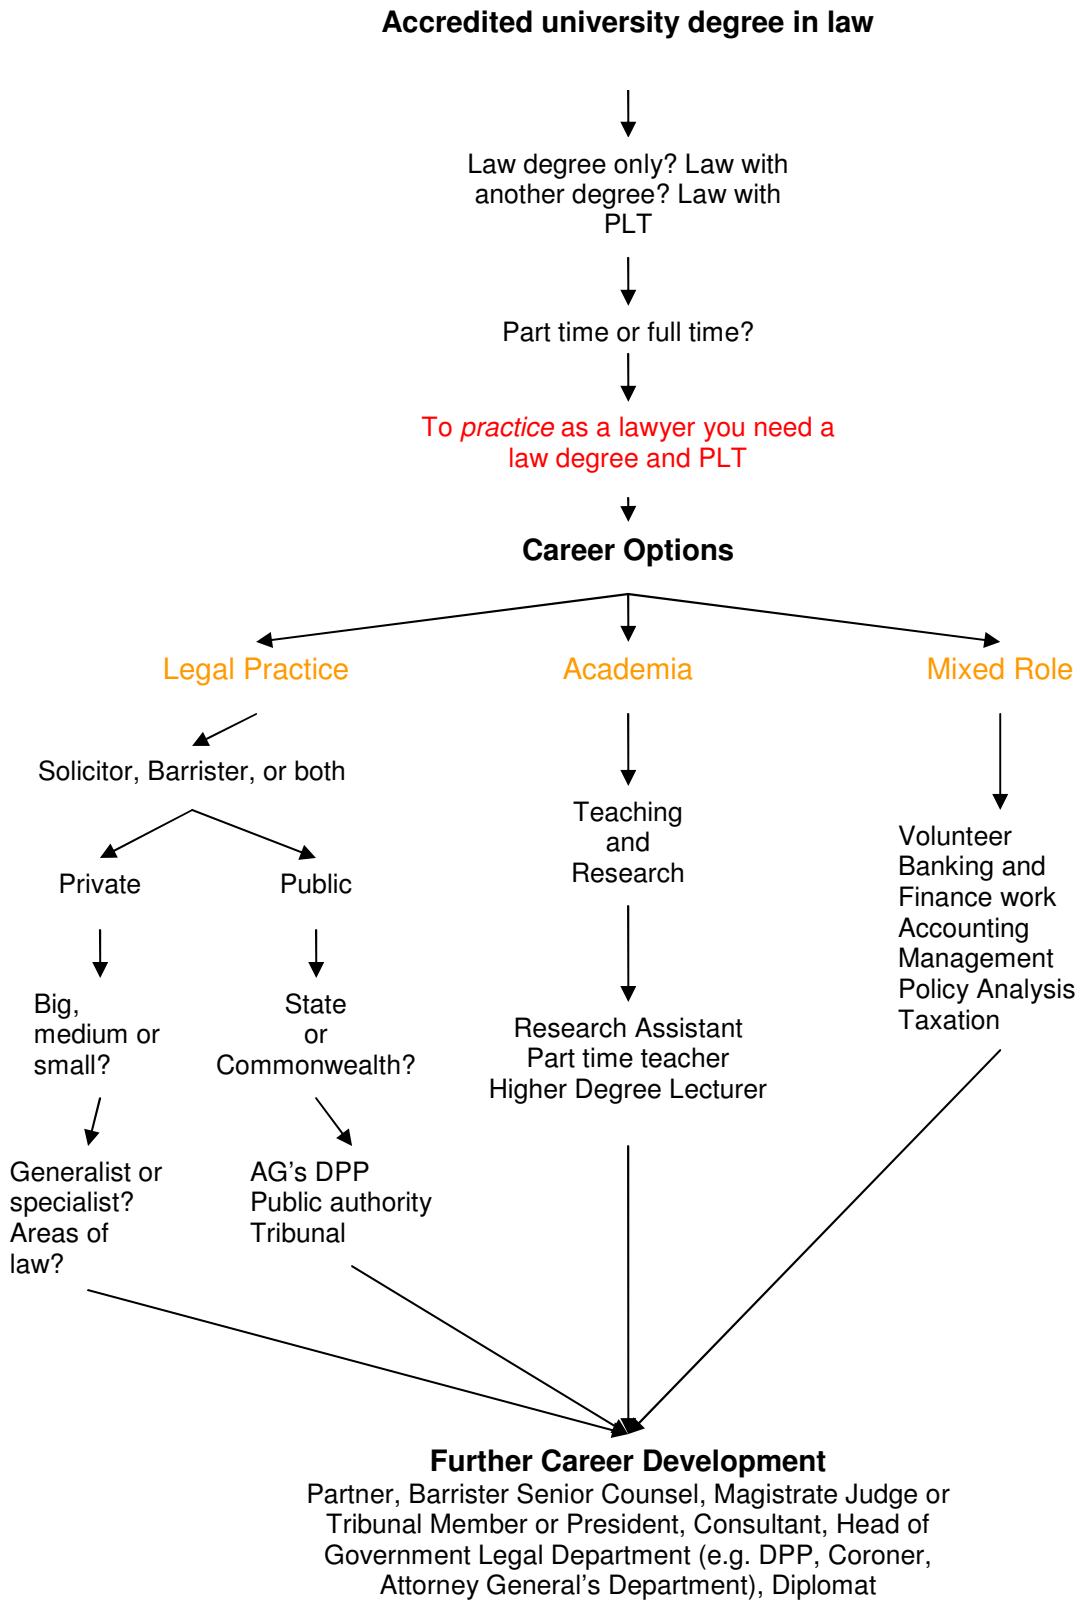 Accredited university degree in law
Law degree only? Law with
another degree? Law with
PLT
Part time or full time?
To practice as a lawyer you need a
law degree and PLT
Career Options
Legal Practice
Academia
Mixed Role
Solicitor, Barrister, or both
Private
Public
Big,
medium or
small?
State
or
Commonwealth?
Generalist or
specialist?
Areas of
law?
AG's DPP
Public authority
Tribunal
Teaching
and
Research
Research Assistant
Part time teacher
Higher Degree Lecturer
Volunteer
Banking and
Finance work
Accounting
Management
Policy Analysis
Taxation
Further Career Development
Partner, Barrister Senior Counsel, Magistrate Judge or
Tribunal Member or President, Consultant, Head of
Government Legal Department (e.g. DPP, Coroner,
Attorney General's Department), Diplomat